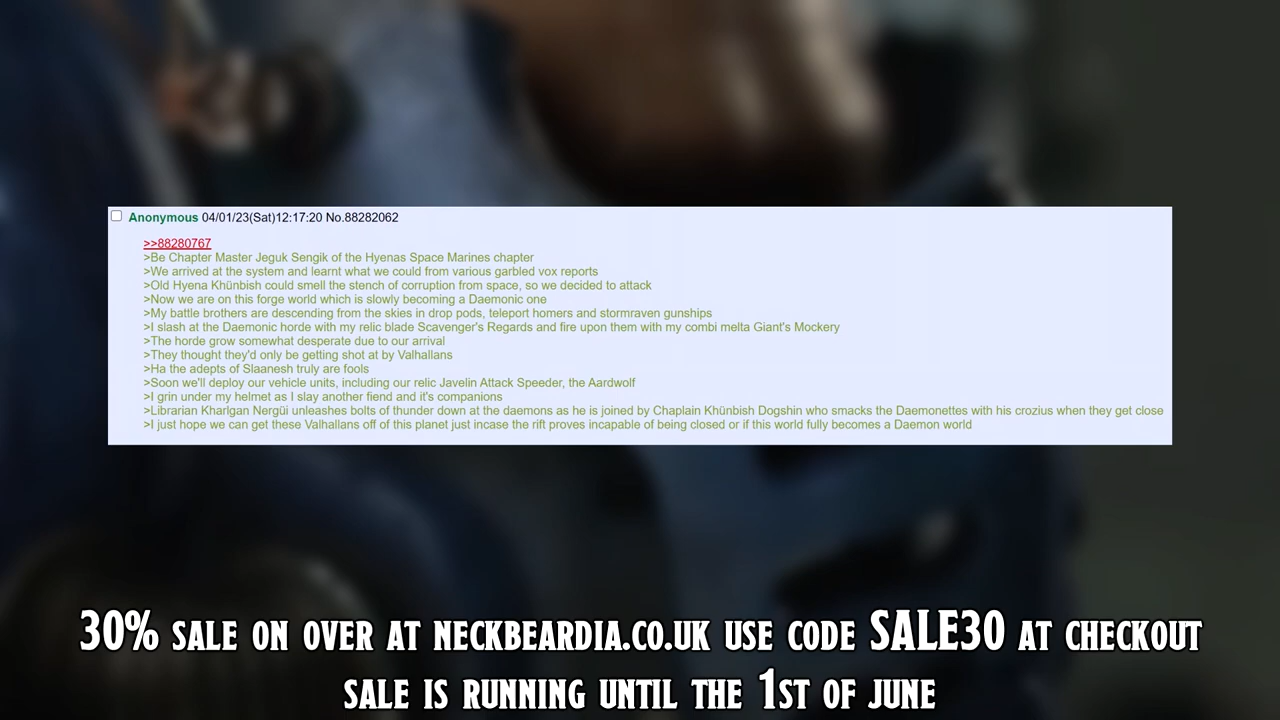 Anonymous 04/01/23(Sat)12:17:20 No.88282062
>>88280767
>Be Chapter Master Jeguk Sengik of the Hyenas Space Marines chapter
>We arrived at the system and learnt what we could from various garbled vox reports
>Old Hyena Khünbish could smell the stench of corruption from space, so we decided to attack
>Now we are on this forge world which is slowly becoming a Daemonic one
>My battle brothers are descending from the skies in drop pods, teleport homers and stormraven gunships
>I slash at the Daemonic horde with my relic blade Scavenger's Regards and fire upon them with my combi melta Giant's Mockery
>The horde grow somewhat desperate due to our arrival
>They thought they'd only be getting shot at by Valhallans
>Ha the adepts of Slaanesh truly are fools
>Soon we'll deploy our vehicle units, including our relic Javelin Attack Speeder, the Aardwolf
>I grin under my helmet as I slay another fiend and it's companions
>Librarian Kharlgan Nergüi unleashes bolts of thunder down at the daemons as he is joined by Chaplain Khünbish Dogshin who smacks the Daemonettes with his crozius when they get close
>I just hope we can get these Valhallans off of this planet just incase the rift proves incapable of being closed or if this world fully becomes a Daemon world
30% SALE ON OVER AT NECKBEARDIA.CO.UK USE CODE SALE30 AT CHECKOUT
SALE IS RUNNING UNTIL THE 1ST OF JUNE